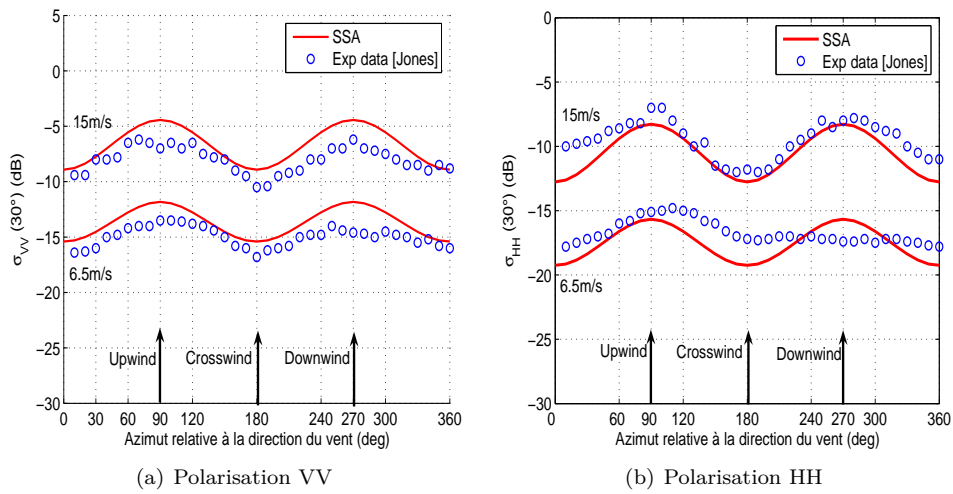 5
0
−5
−10
−15
−20
−25
−30
σVV (30°) (dB)
SSA
Exp data [Jones]
15m/s
6.5m/s
Upwind
Crosswind
Downwind
0 30 60 90 120 180 240 270 300 360
Azimut relative à la direction du vent (deg)
(a) Polarisation VV
0
−5
−10
−15
−20
−25
−30
σHH (30°) (dB)
SSA
Exp data [Jones]
15m/s
6.5m/s
Upwind
Crosswind
Downwind
0 60 90 120 180 240 270 300 360
Azimut relative à la direction du vent (deg)
(b) Polarisation HH